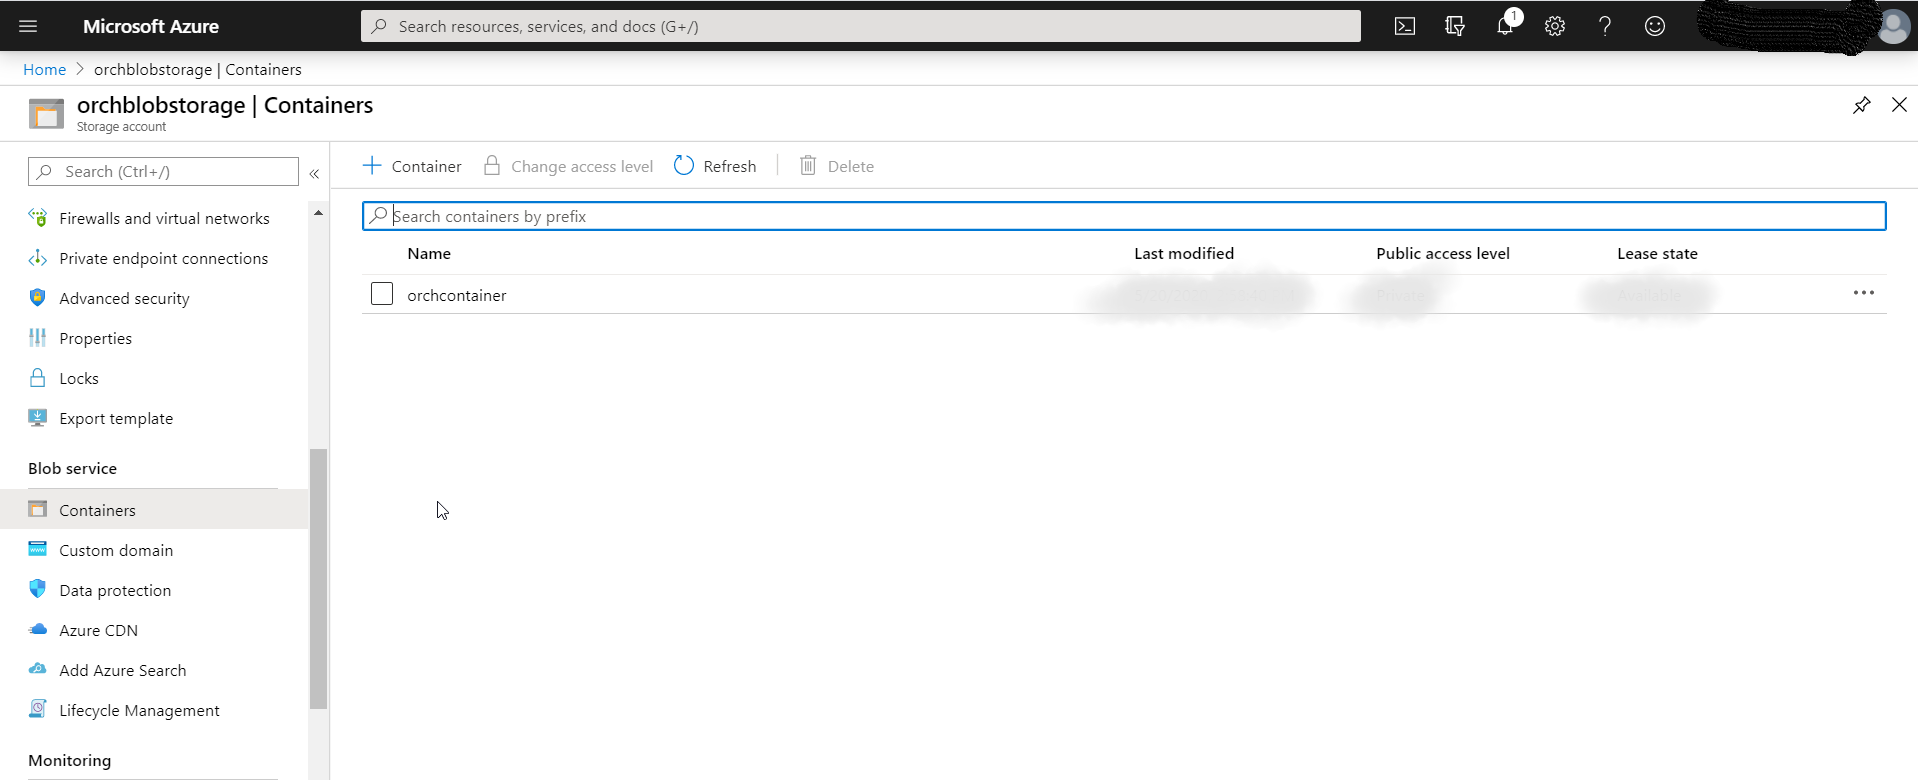 Microsoft Azure
Search resources, services, and docs (G+/)
1
Home > orchblobstorage | Containers
orchblobstorage | Containers
Storage account
Search (Ctrl+/)
«
Container
Change access level
Refresh
Delete
Search containers by prefix
Name
Last modified
Public access level
Lease state
orchcontainer
Private
Available
Firewalls and virtual networks
Private endpoint connections
Advanced security
Properties
Locks
Export template
Blob service
Containers
Custom domain
Data protection
Azure CDN
Add Azure Search
Lifecycle Management
Monitoring